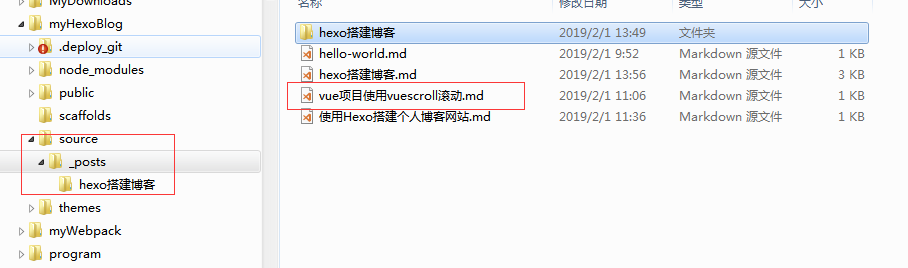 MyDownloads
myHexoBlog
.deploy_git
node_modules
public
scaffolds
source
_posts
hexo搭建博客
themes
myWebpack
program
名称 修改日期 类型 大小
hexo搭建博客 2019/2/1 13:49 文件夹
hello-world.md 2019/2/1 9:52 Markdown 源文件 1 KB
hexo搭建博客.md 2019/2/1 13:56 Markdown 源文件 3 KB
vue项目使用vuescroll滚动.md 2019/2/1 11:06 Markdown 源文件 1 KB
使用Hexo搭建个人博客网站.md 2019/2/1 11:36 Markdown 源文件 1 KB